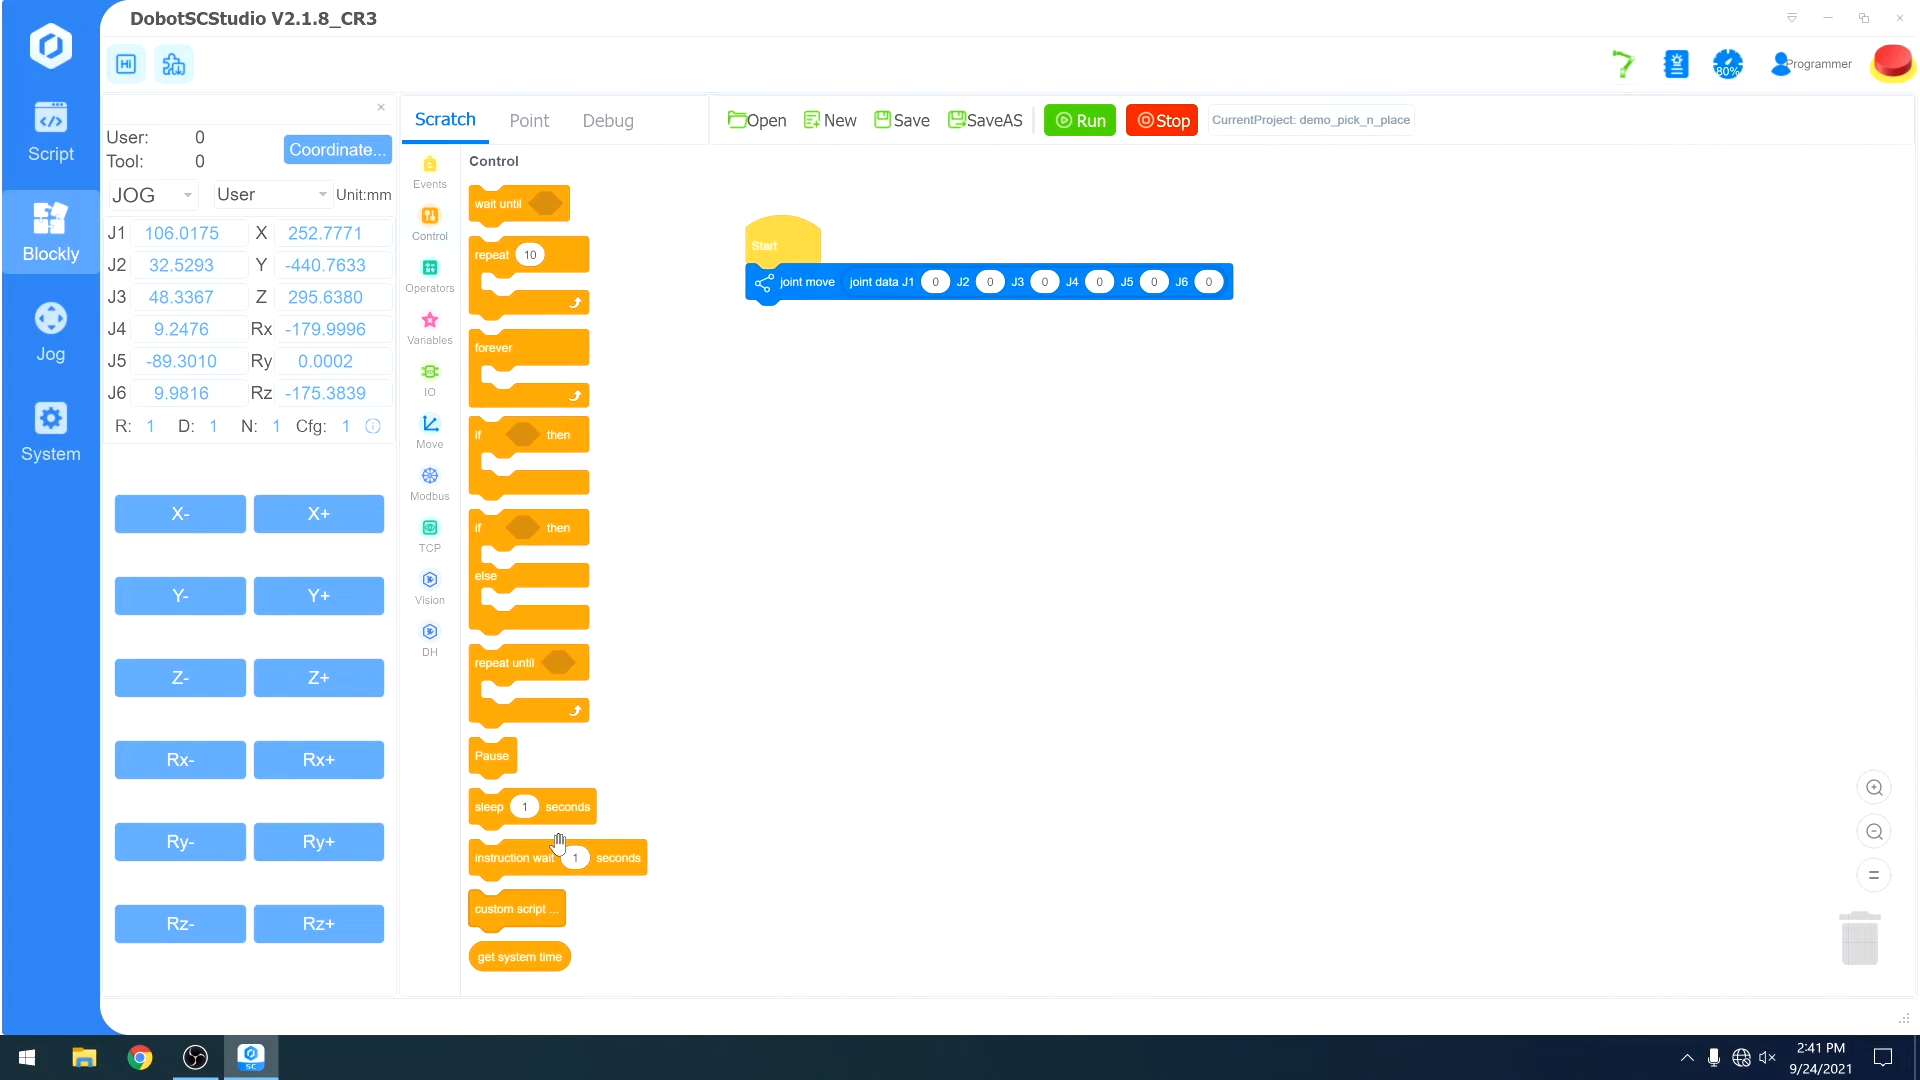 DobotSCStudio V2.1.8_CR3
Hi
80%
Programmer
Script
Blockly
Jog
System
User: 0
Tool: 0
Coordinate...
JOG User Unit:mm
J1 106.0175 X 252.7771
J2 32.5293 Y -440.7633
J3 48.3367 Z 295.6380
J4 9.2476 Rx -179.9996
J5 -89.3010 Ry 0.0002
J6 9.9816 Rz -175.3839
R: 1 D: 1 N: 1 Cfg: 1
X- X+
Y- Y+
Z- Z+
Rx- Rx+
Ry- Ry+
Rz- Rz+
Scratch Point Debug
Open New Save SaveAS Run Stop CurrentProject: demo_pick_n_place
Events
Control
Operators
Variables
IO
Move
Modbus
TCP
Vision
DH
Control
wait until
repeat 10
forever
if then
if then
else
repeat until
Pause
sleep 1 seconds
instruction wait 1 seconds
custom script ...
get system time
Start
joint move joint data J1 0 J2 0 J3 0 J4 0 J5 0 J6 0
SC
2:41 PM
9/24/2021